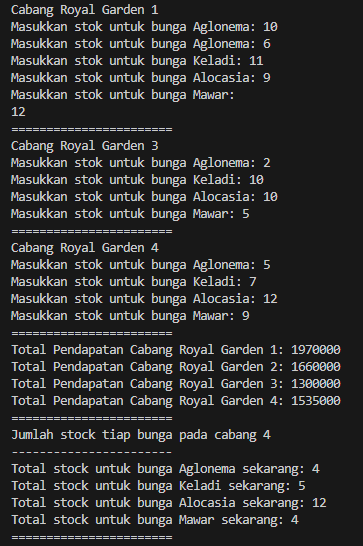 Cabang Royal Garden 1
Masukkan stok untuk bunga Aglonema: 10
Masukkan stok untuk bunga Aglonema: 6
Masukkan stok untuk bunga Keladi: 11
Masukkan stok untuk bunga Alocasia: 9
Masukkan stok untuk bunga Mawar:
12
=======================
Cabang Royal Garden 3
Masukkan stok untuk bunga Aglonema: 2
Masukkan stok untuk bunga Keladi: 10
Masukkan stok untuk bunga Alocasia: 10
Masukkan stok untuk bunga Mawar: 5
=======================
Cabang Royal Garden 4
Masukkan stok untuk bunga Aglonema: 5
Masukkan stok untuk bunga Keladi: 7
Masukkan stok untuk bunga Alocasia: 12
Masukkan stok untuk bunga Mawar: 9
=======================
Total Pendapatan Cabang Royal Garden 1: 1970000
Total Pendapatan Cabang Royal Garden 2: 1660000
Total Pendapatan Cabang Royal Garden 3: 1300000
Total Pendapatan Cabang Royal Garden 4: 1535000
=======================
Jumlah stock tiap bunga pada cabang 4
-----------------------
Total stock untuk bunga Aglonema sekarang: 4
Total stock untuk bunga Keladi sekarang: 5
Total stock untuk bunga Alocasia sekarang: 12
Total stock untuk bunga Mawar sekarang: 4
=======================